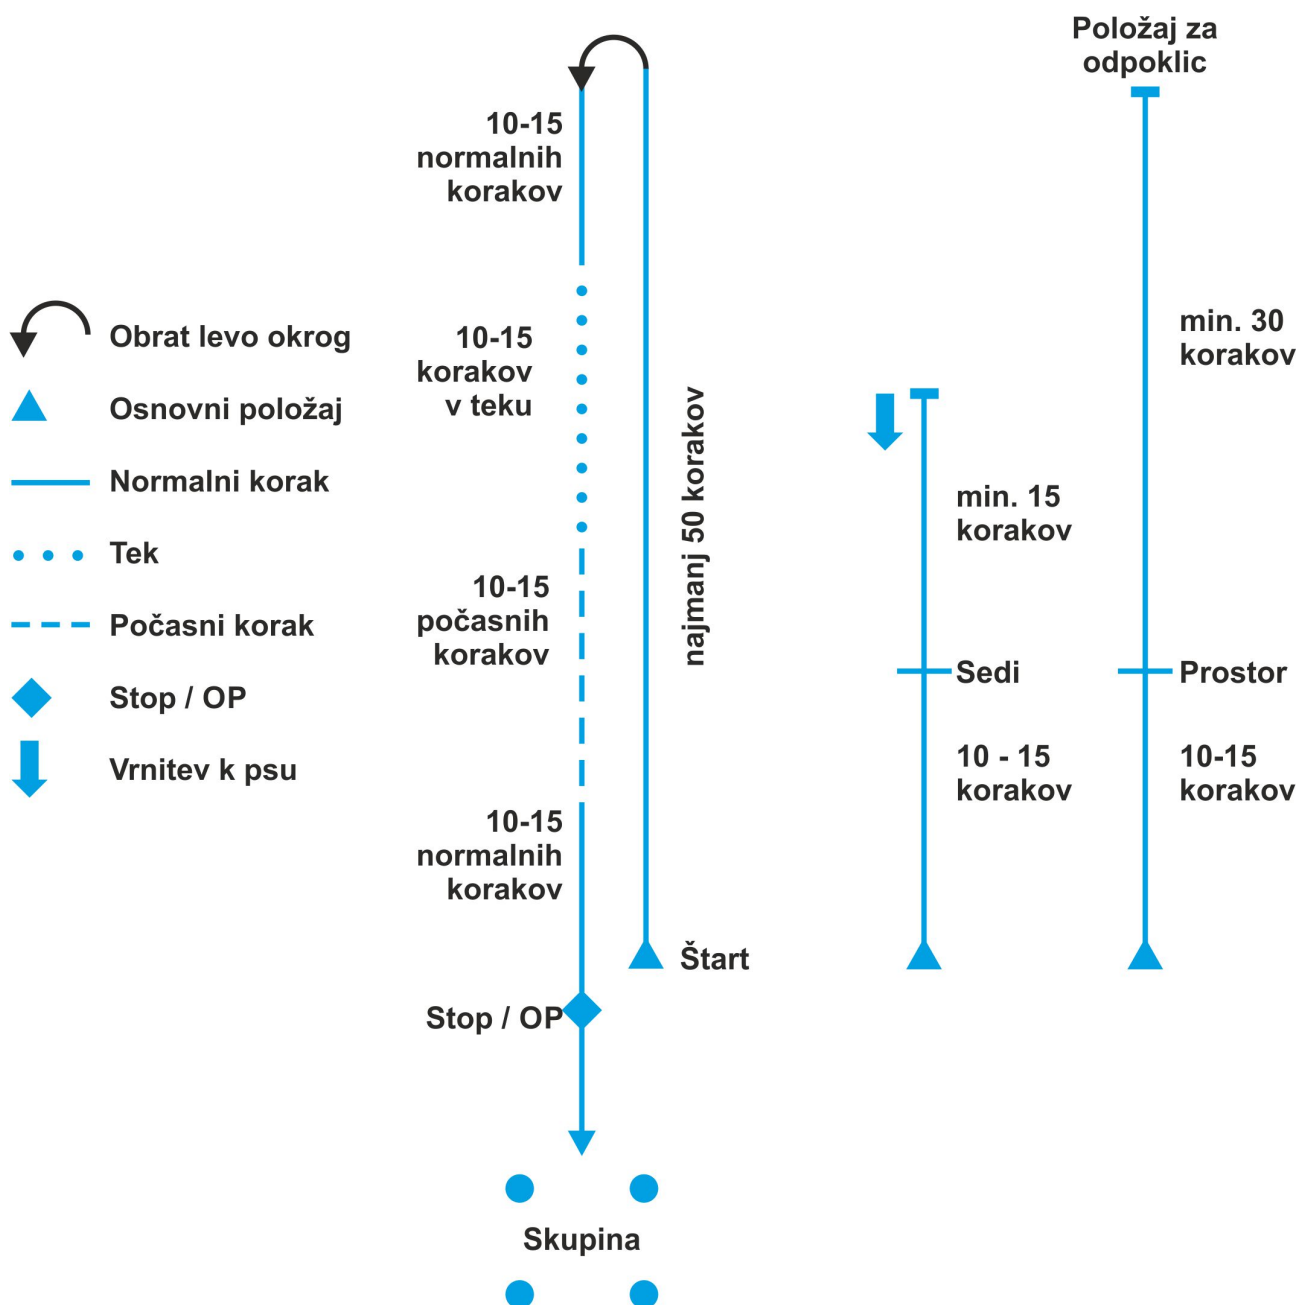 Položaj za
odpoklic
10-15
normalnih
korakov
10-15
korakov
v teku
10-15
počasnih
korakov
10-15
normalnih
korakov
najmanj 50 korakov
Štart
Stop / OP
Skupina
Obrat levo okrog
Osnovni položaj
Normalni korak
Tek
Počasni korak
Stop / OP
Vrnitev k psu
min. 15
korakov
Sedi
10 - 15
korakov
min. 30
korakov
Prostor
10-15
korakov